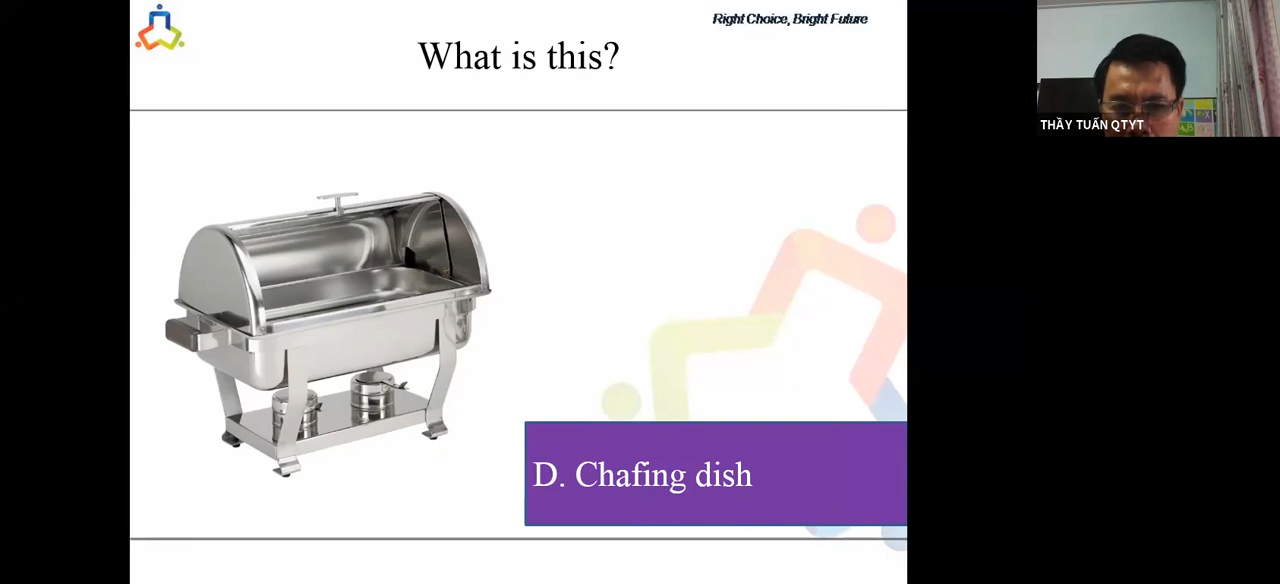 Right Choice, Bright Future
What is this?
THẦY TUẤN QTYT
D. Chafing dish